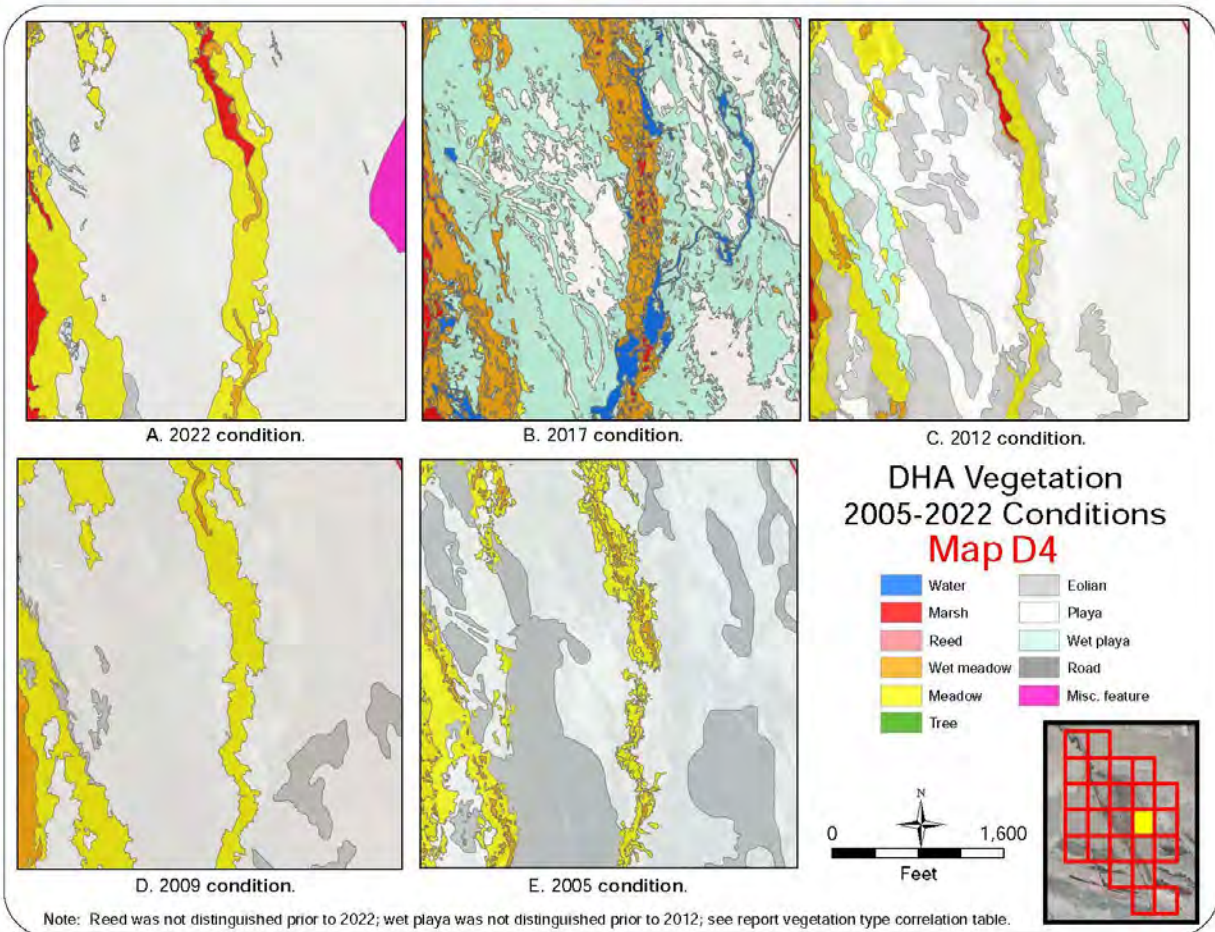 A. 2022 condition.
B. 2017 condition.
C. 2012 condition.
DHA Vegetation
2005-2022 Conditions
Map D4
Water
Marsh
Reed
Wet meadow
Meadow
Tree
Eolian
Playa
Wet playa
Road
Misc. feature
N
0 1,600
Feet
D. 2009 condition.
E. 2005 condition.
Note: Reed was not distinguished prior to 2022; wet playa was not distinguished prior to 2012; see report vegetation type correlation table.